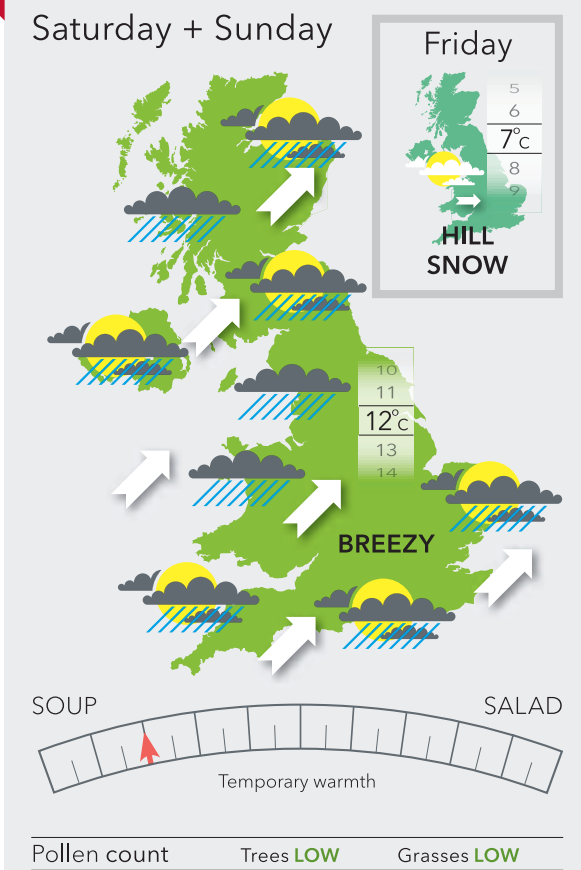 Saturday + Sunday
Friday
5
6
7°C
8
9
HILL
SNOW
10
11
12°C
13
14
BREEZY
SOUP
SALAD
Temporary warmth
Pollen count
Trees LOW
Grasses LOW